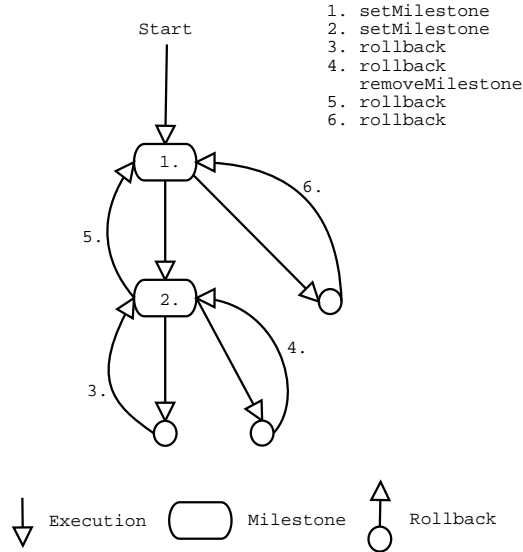 Start
1. setMilestone
2. setMilestone
3. rollback
4. rollback
removeMilestone
5. rollback
6. rollback
1.
6.
5.
2.
4.
3.
Execution
Milestone
Rollback